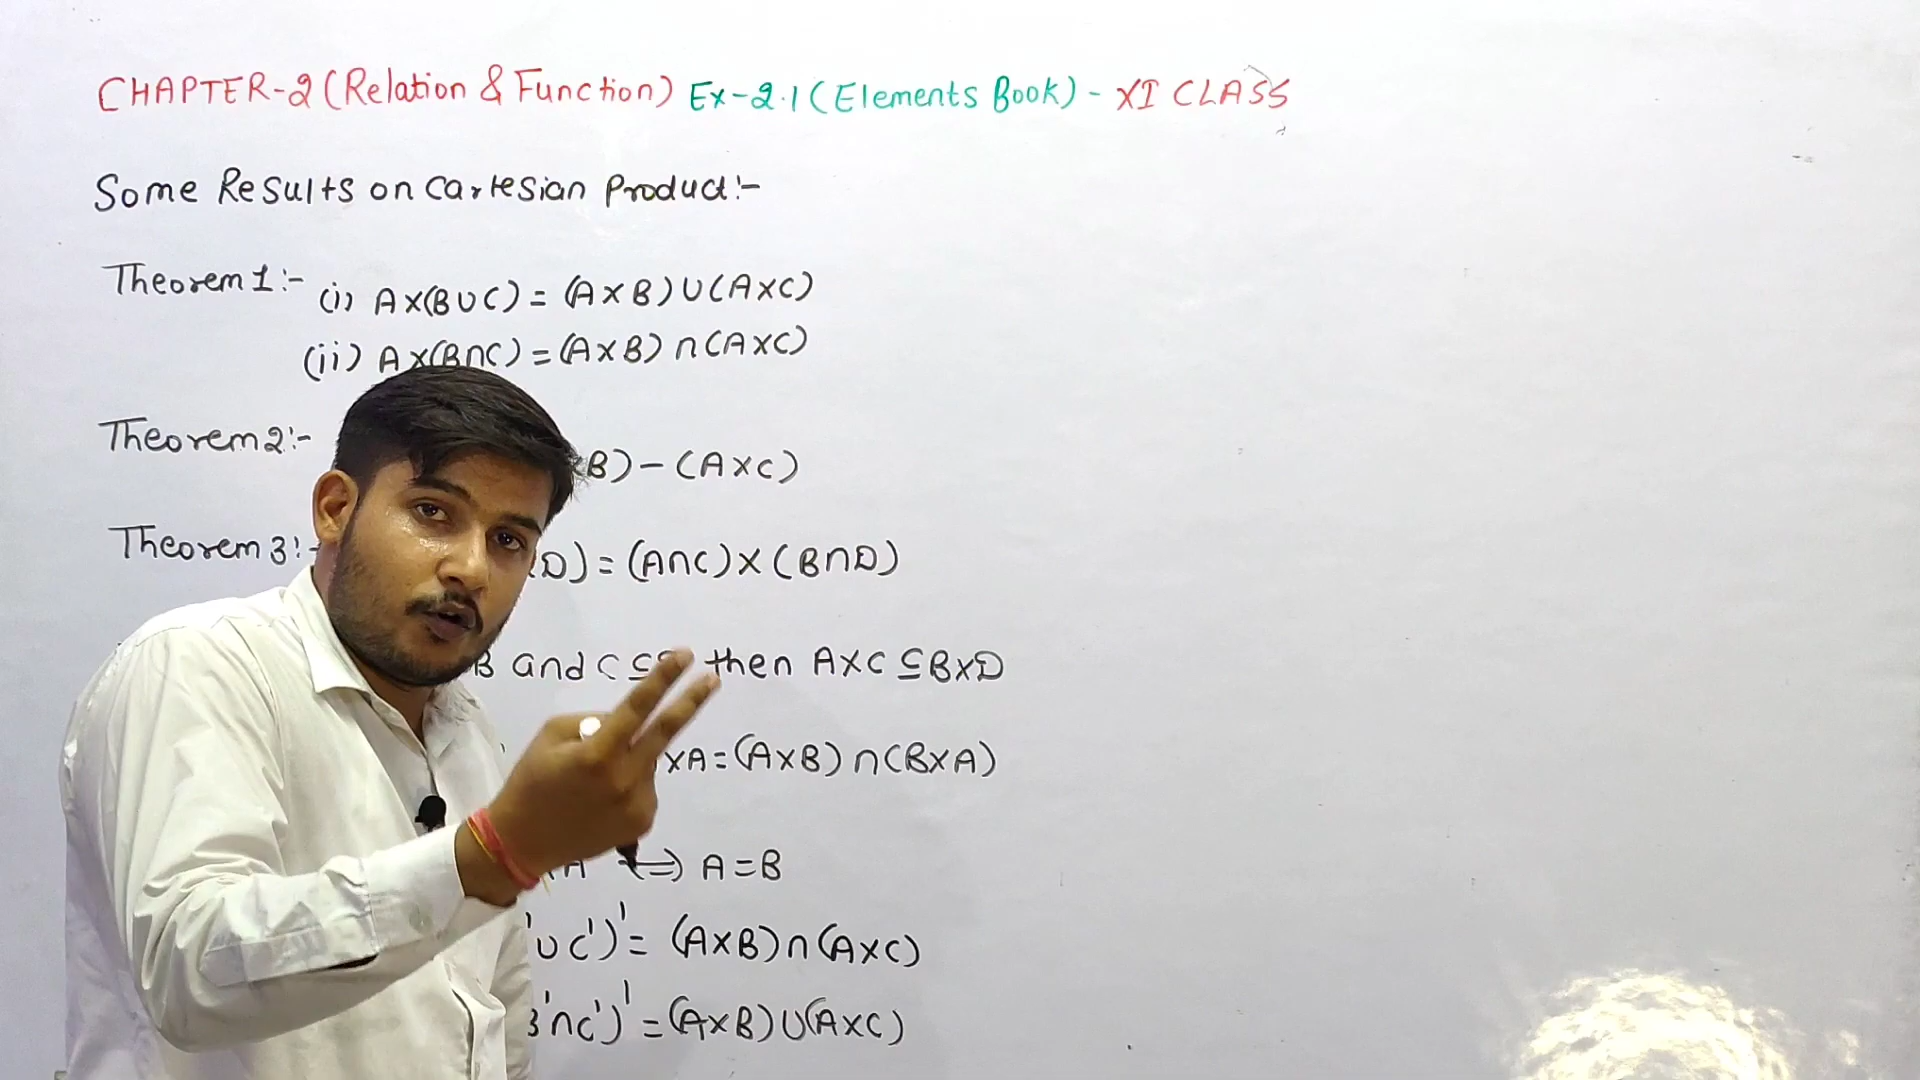 CHAPTER-2 (Relation & Function) Ex-2.1 (Elements Book) - XI CLASS
Some Results on Cartesian Product:-
Theorem 1:- (i) A×(B∪C) = (A×B)∪(A×C)
(ii) A×(B∩C) = (A×B)∩(A×C)
Theorem 2:- ×B)-(A×C)
Theorem 3:- ×D) = (A∩C)×(B∩D)
B and C ⊆ then A×C ⊆ B×D
×A = (A×B)∩(B×A)
×A ⟺ A=B
'∪C')' = (A×B)∩(A×C)
B'∩C')' = (A×B)∪(A×C)